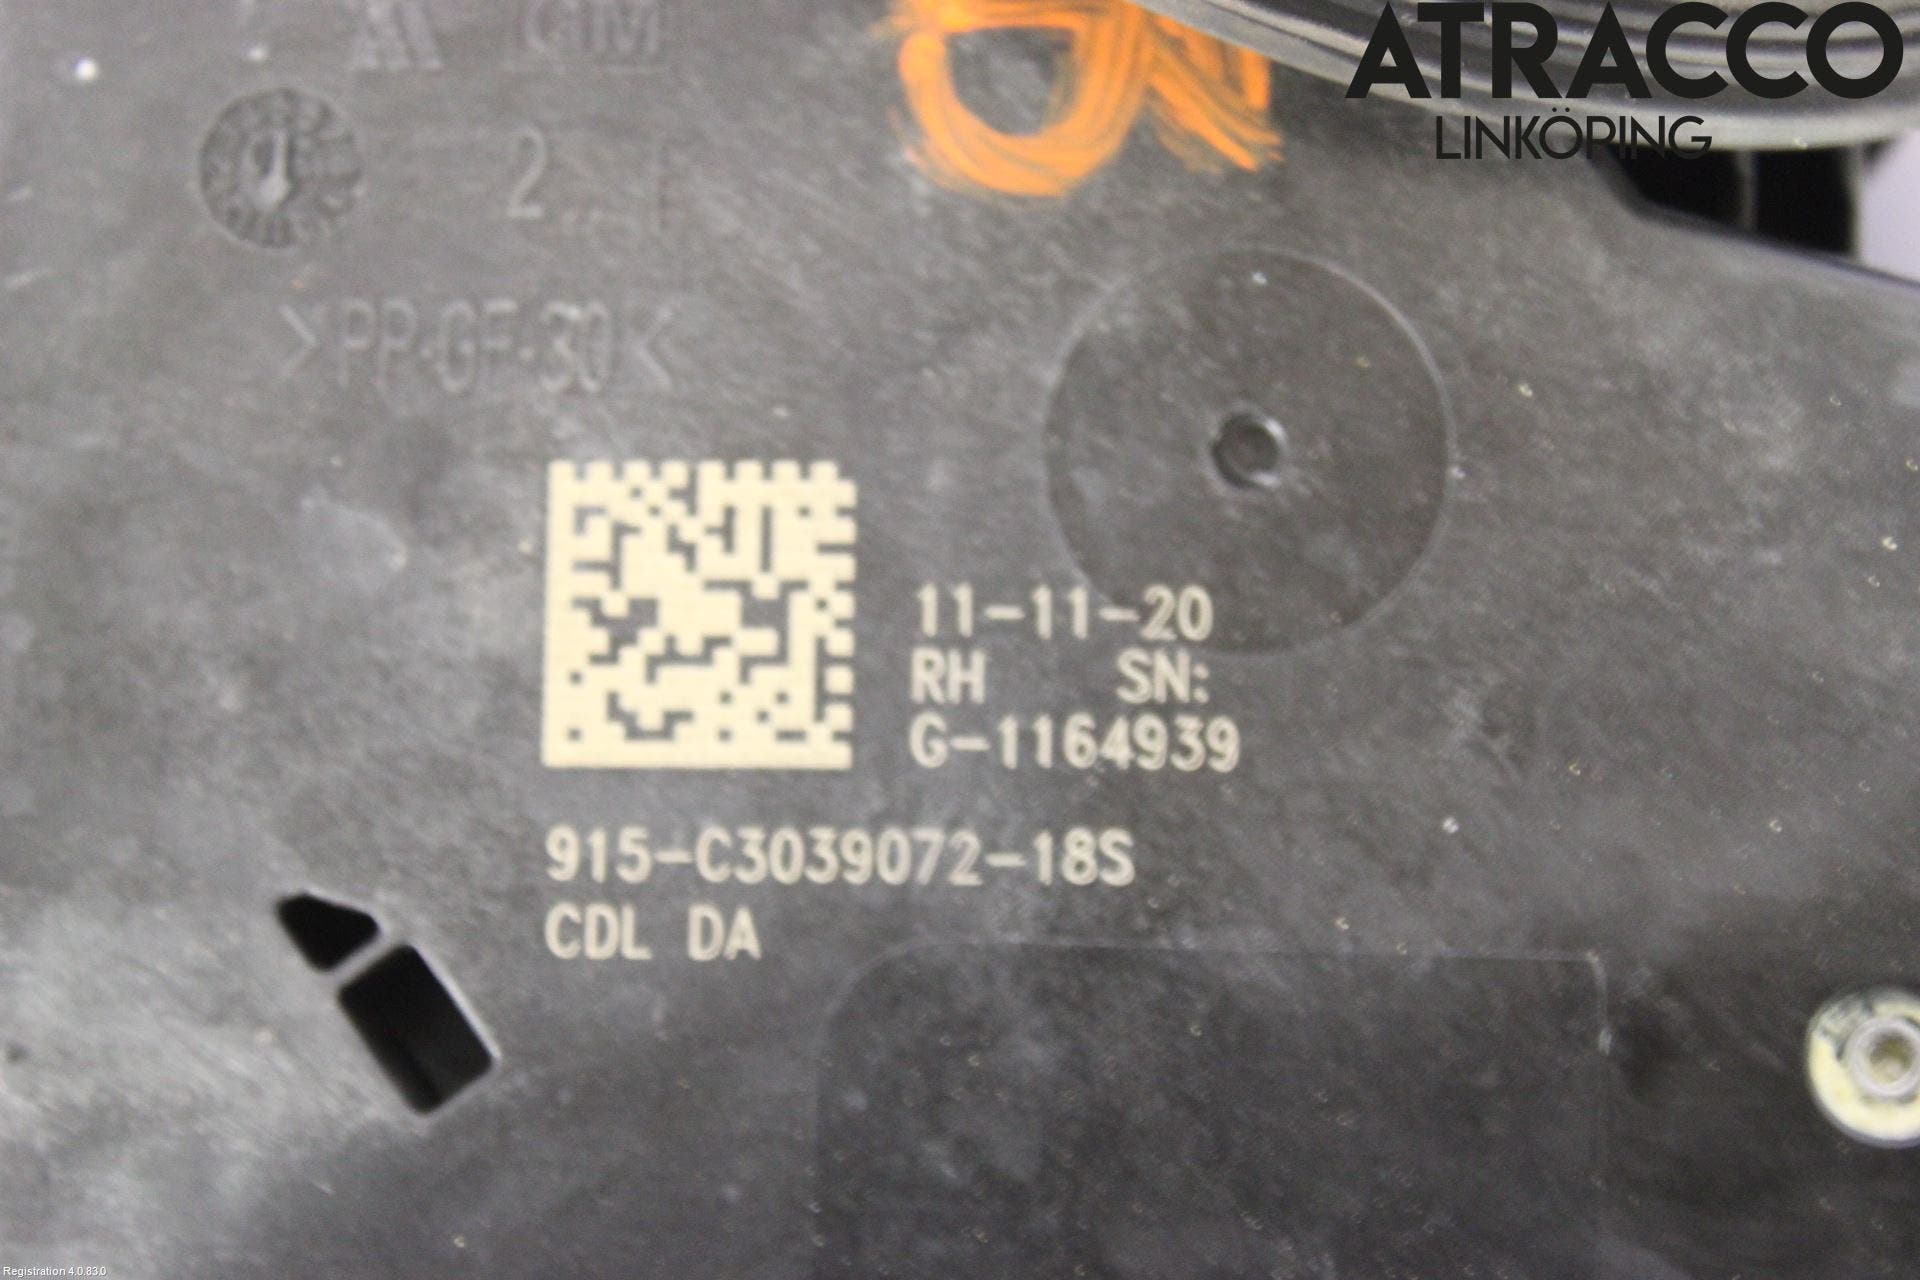 ATRACCO
LINKÖPING
GM
2
>PP-GF-30<
11-11-20
RH SN:
G-1164939
915-C3039072-18S
CDL DA
Registration 4.0.83.0